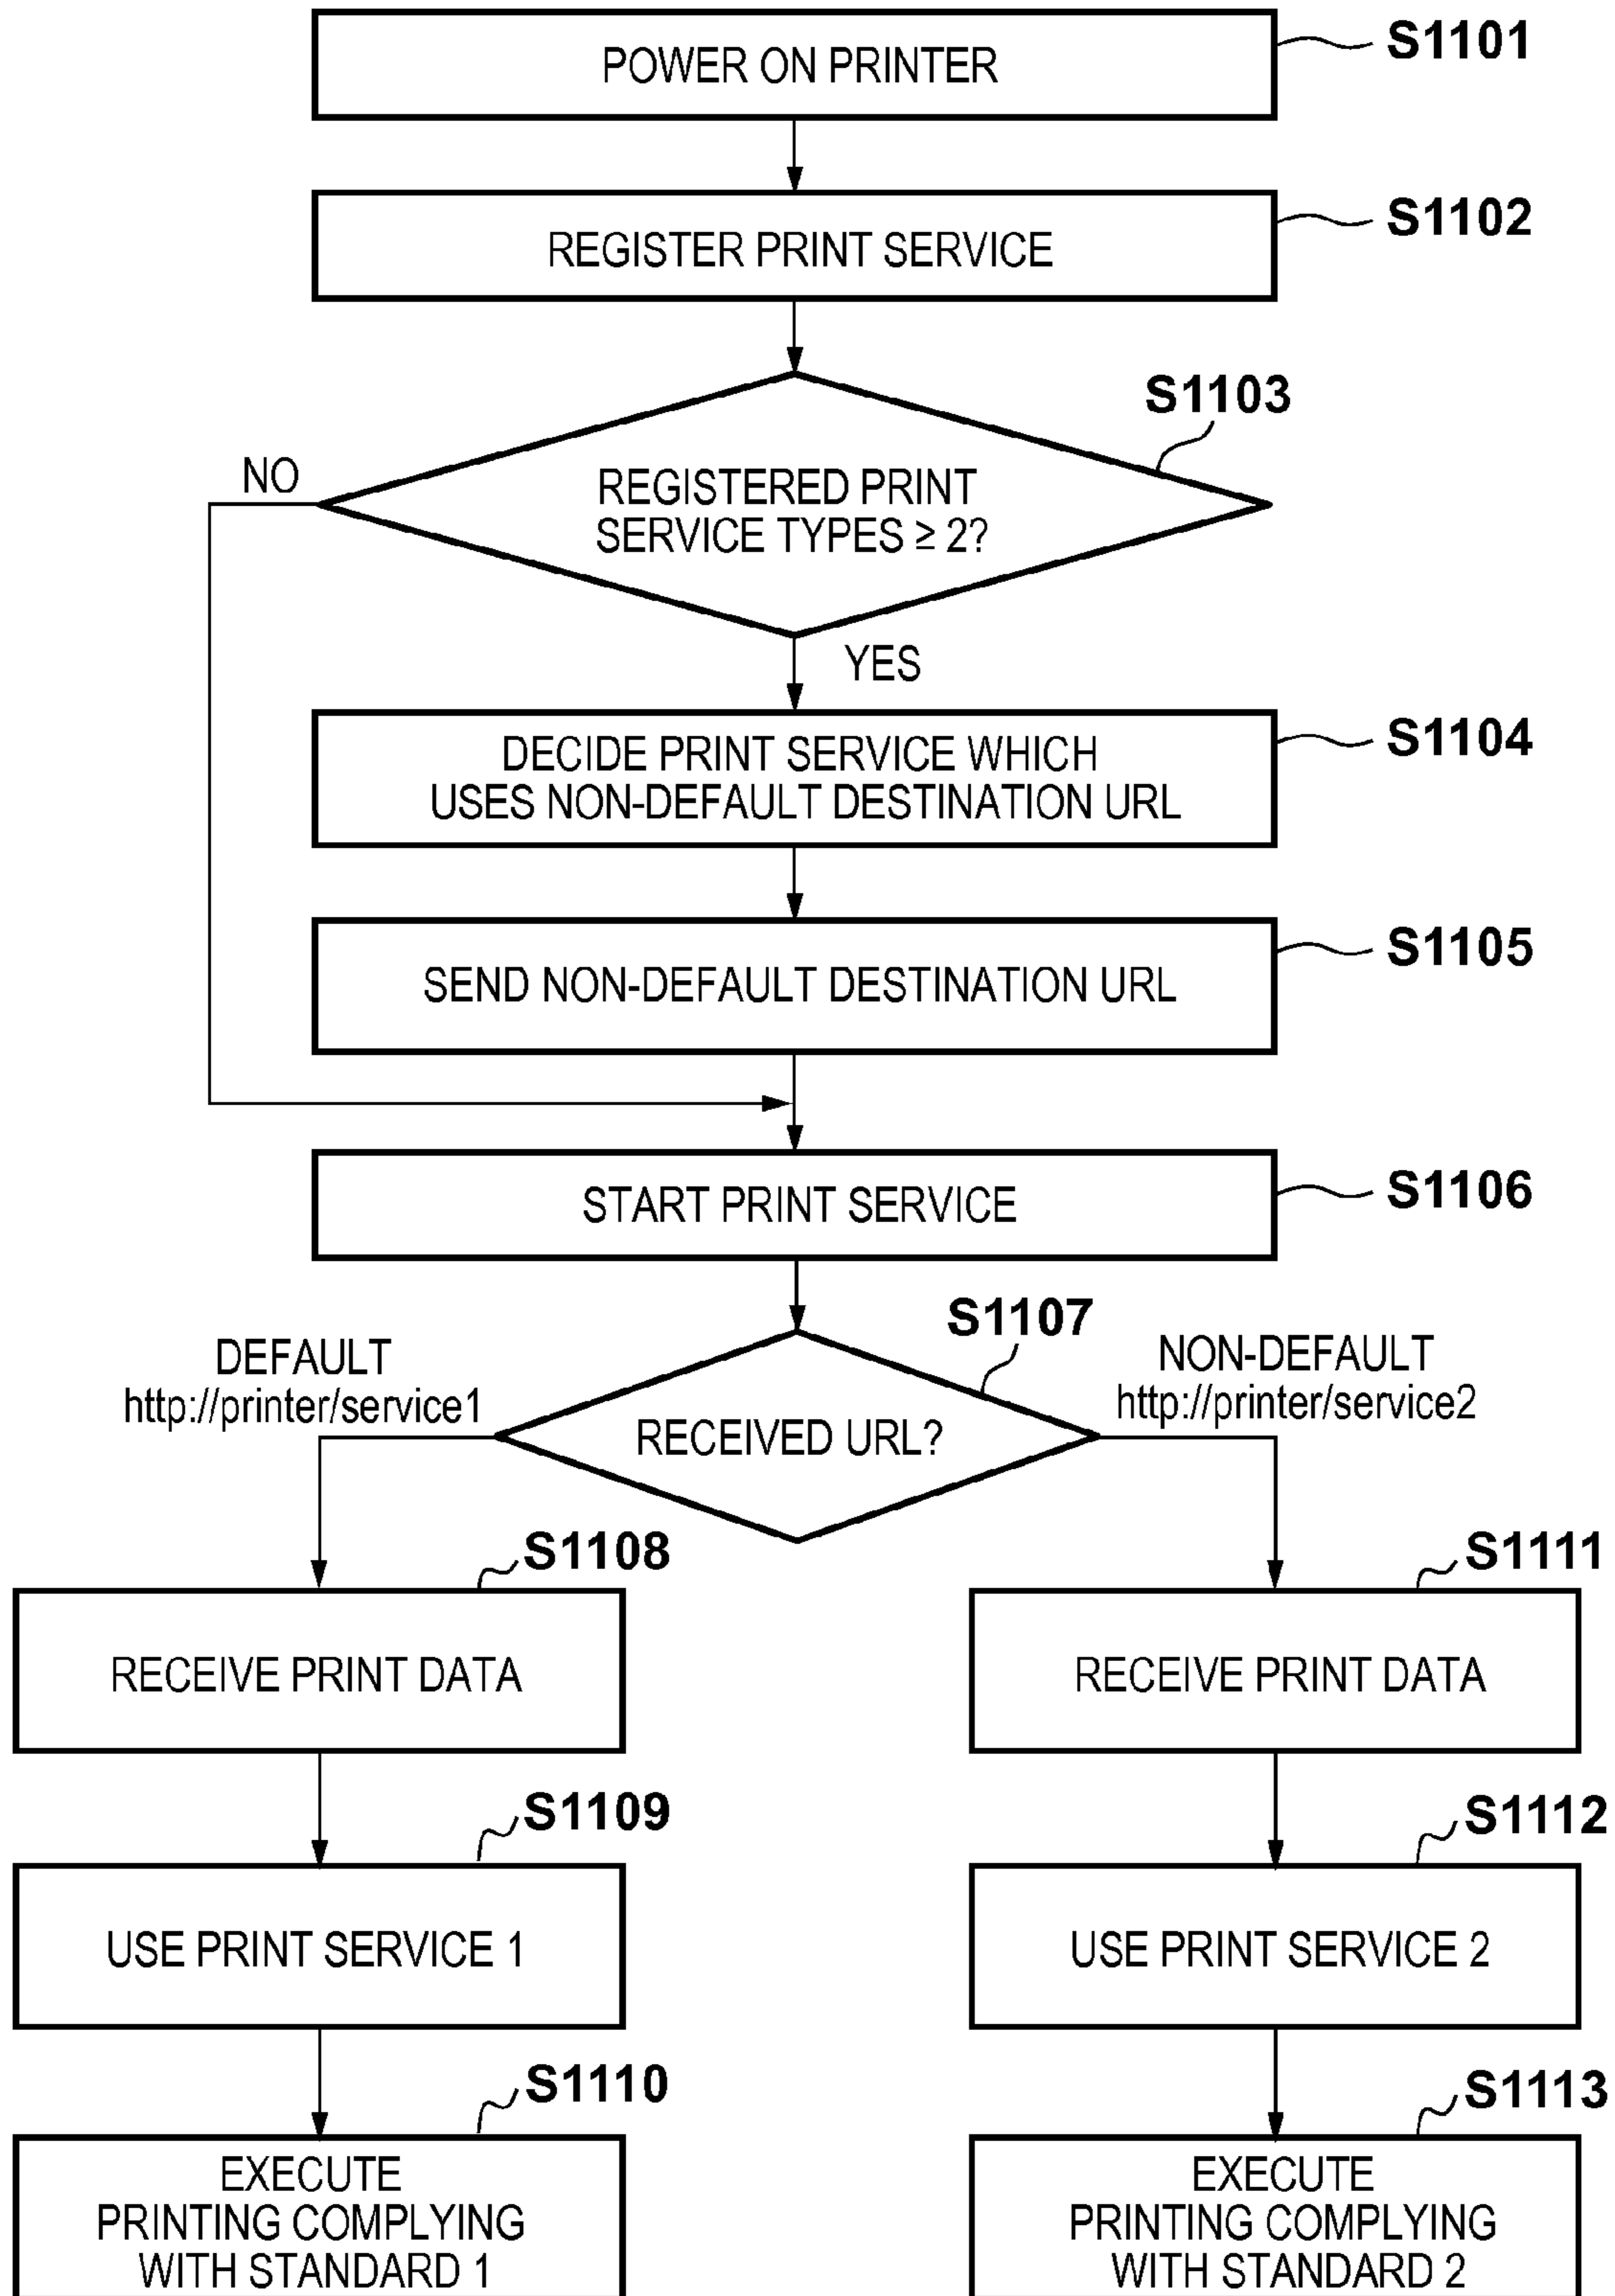 POWER ON PRINTER
S1101
REGISTER PRINT SERVICE
S1102
S1103
NO
REGISTERED PRINT
SERVICE TYPES ≥ 2?
YES
DECIDE PRINT SERVICE WHICH
USES NON-DEFAULT DESTINATION URL
S1104
SEND NON-DEFAULT DESTINATION URL
S1105
START PRINT SERVICE
S1106
S1107
DEFAULT
http://printer/service1
NON-DEFAULT
http://printer/service2
RECEIVED URL?
S1108
RECEIVE PRINT DATA
S1109
USE PRINT SERVICE 1
S1110
EXECUTE
PRINTING COMPLYING
WITH STANDARD 1
S1111
RECEIVE PRINT DATA
S1112
USE PRINT SERVICE 2
S1113
EXECUTE
PRINTING COMPLYING
WITH STANDARD 2